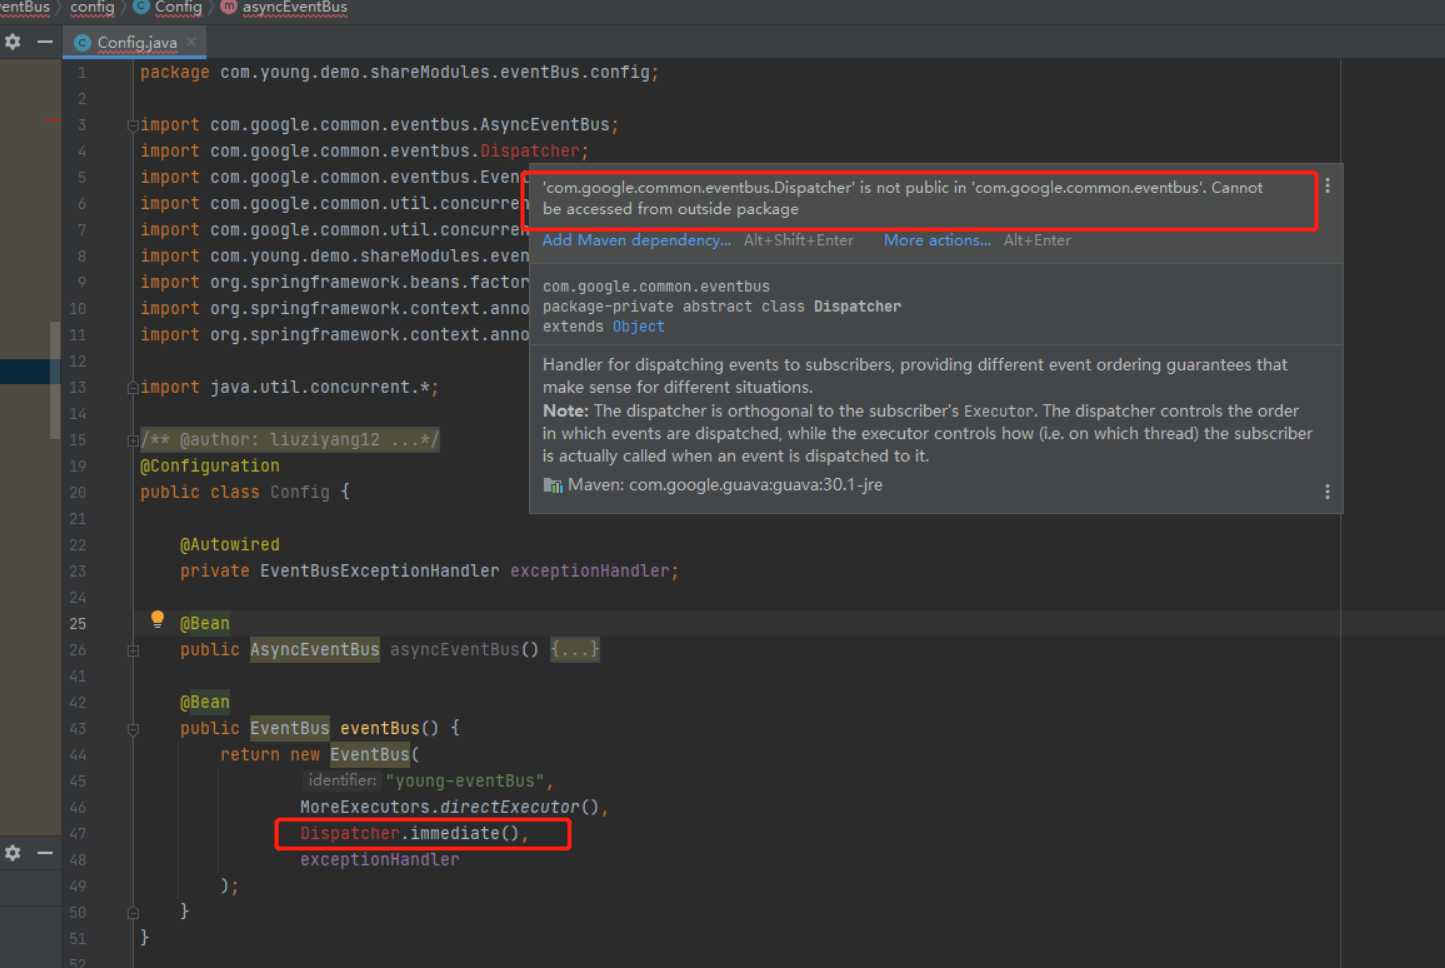 ventBus
config
Config
asyncEventBus
Config.java
1 package com.young.demo.shareModules.eventBus.config;
2
3 import com.google.common.eventbus.AsyncEventBus;
4 import com.google.common.eventbus.Dispatcher;
5 import com.google.common.eventbus.Even
6 import com.google.common.util.concurren
7 import com.google.common.util.concurren
8 import com.young.demo.shareModules.even
9 import org.springframework.beans.factor
10 import org.springframework.context.anno
11 import org.springframework.context.anno
12
13 import java.util.concurrent.*;
14
15 /** @author: liuziyang12 ...*/
19 @Configuration
20 public class Config {
21
22 @Autowired
23 private EventBusExceptionHandler exceptionHandler;
24
25 @Bean
26 public AsyncEventBus asyncEventBus() {...}
41
42 @Bean
43 public EventBus eventBus() {
44 return new EventBus(
45 identifier: "young-eventBus",
46 MoreExecutors.directExecutor(),
47 Dispatcher.immediate(),
48 exceptionHandler
49 );
50 }
51 }
52
'com.google.common.eventbus.Dispatcher' is not public in 'com.google.common.eventbus'. Cannot
be accessed from outside package
Add Maven dependency... Alt+Shift+Enter More actions... Alt+Enter
com.google.common.eventbus
package-private abstract class Dispatcher
extends Object
Handler for dispatching events to subscribers, providing different event ordering guarantees that
make sense for different situations.
Note: The dispatcher is orthogonal to the subscriber's Executor. The dispatcher controls the order
in which events are dispatched, while the executor controls how (i.e. on which thread) the subscriber
is actually called when an event is dispatched to it.
Maven: com.google.guava:guava:30.1-jre